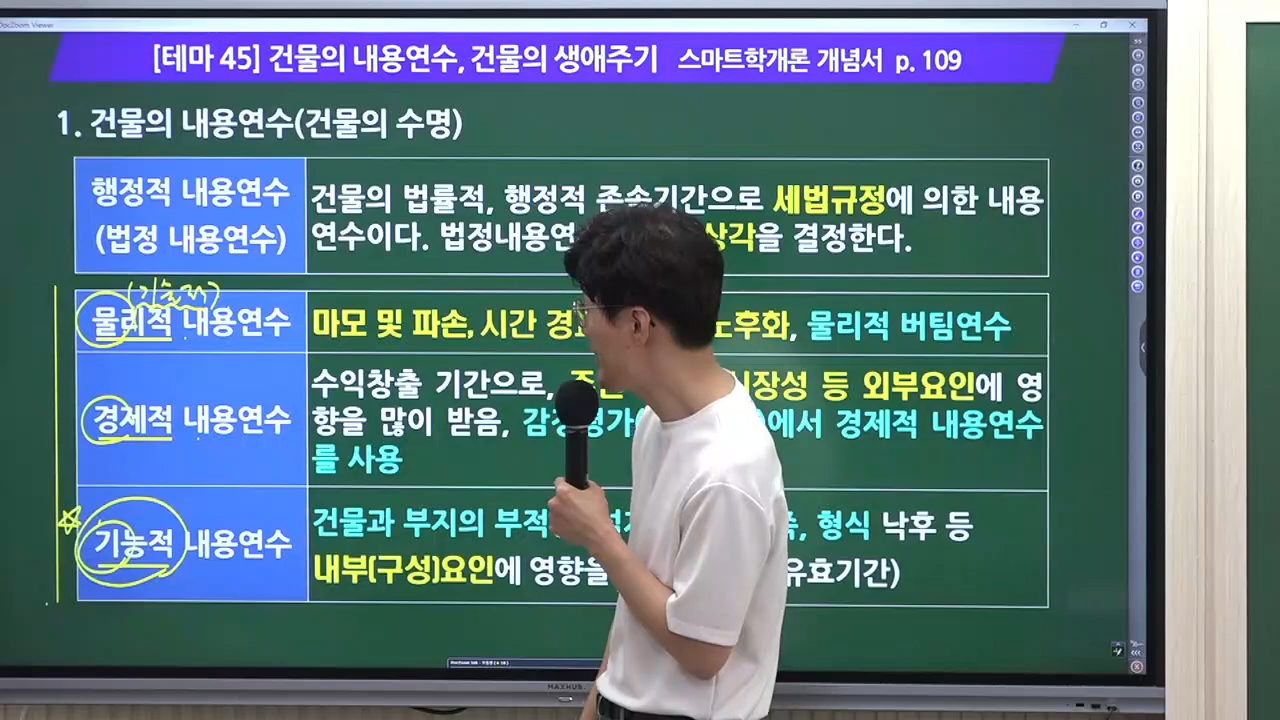 DocZoom Viewer
[테마 45] 건물의 내용연수, 건물의 생애주기 스마트학개론 개념서 p. 109
1. 건물의 내용연수(건물의 수명)
행정적 내용연수
(법정 내용연수)
건물의 법률적, 행정적 존속기간으로 세법규정에 의한 내용
연수이다. 법정내용연 상각을 결정한다.
(기술적)
물리적 내용연수
마모 및 파손, 시간 경 노후화, 물리적 버팀연수
경제적 내용연수
수익창출 기간으로, 시장성 등 외부요인에 영
향을 많이 받음, 에서 경제적 내용연수
를 사용
기능적 내용연수
건물과 부지의 부적 형식 낙후 등
내부(구성)요인에 영향을 유효기간)
MAXHUB